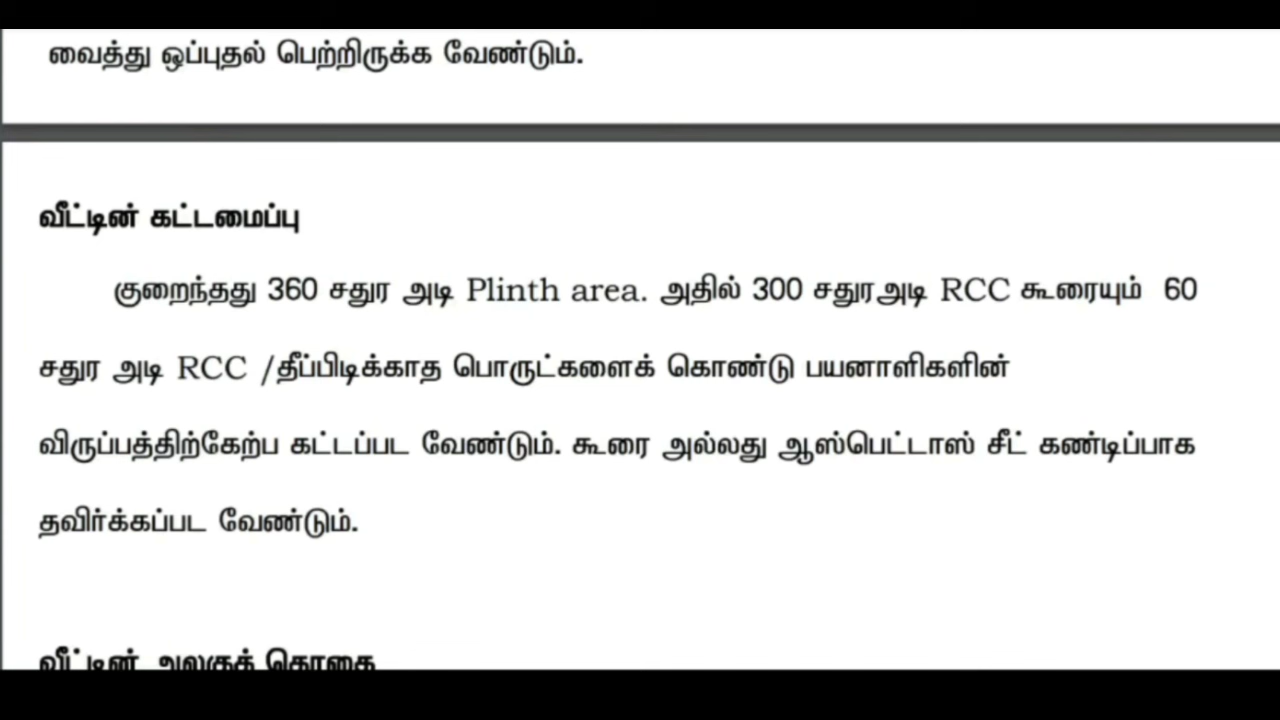 வைத்து ஒப்புதல் பெற்றிருக்க வேண்டும்.
வீட்டின் கட்டமைப்பு
குறைந்தது 360 சதுர அடி Plinth area. அதில் 300 சதுரஅடி RCC கூரையும் 60
சதுர அடி RCC /தீப்பிடிக்காத பொருட்களைக் கொண்டு பயனாளிகளின்
விருப்பத்திற்கேற்ப கட்டப்பட வேண்டும். கூரை அல்லது ஆஸ்பெட்டாஸ் சீட் கண்டிப்பாக
தவிர்க்கப்பட வேண்டும்.
வீட்டின் அலகுத் தொகை